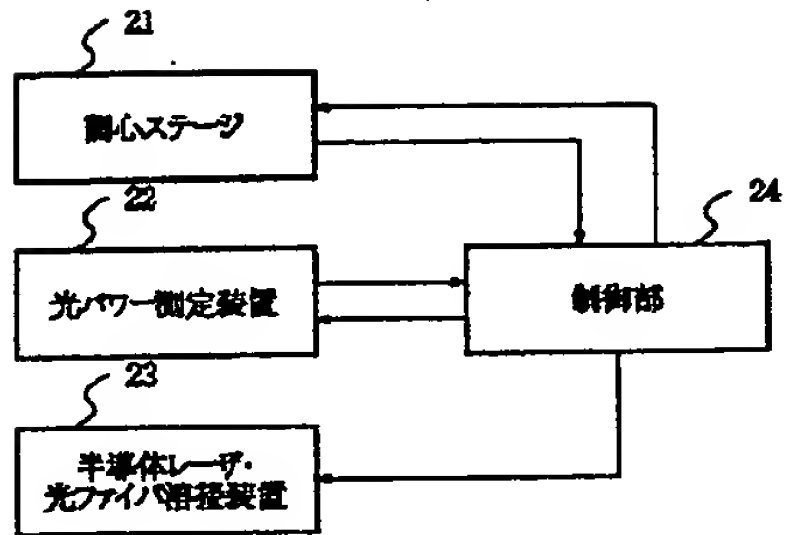 21
調心ステージ
22
光パワー測定装置
24
制御部
23
半導体レーザ・
光ファイバ溶接装置